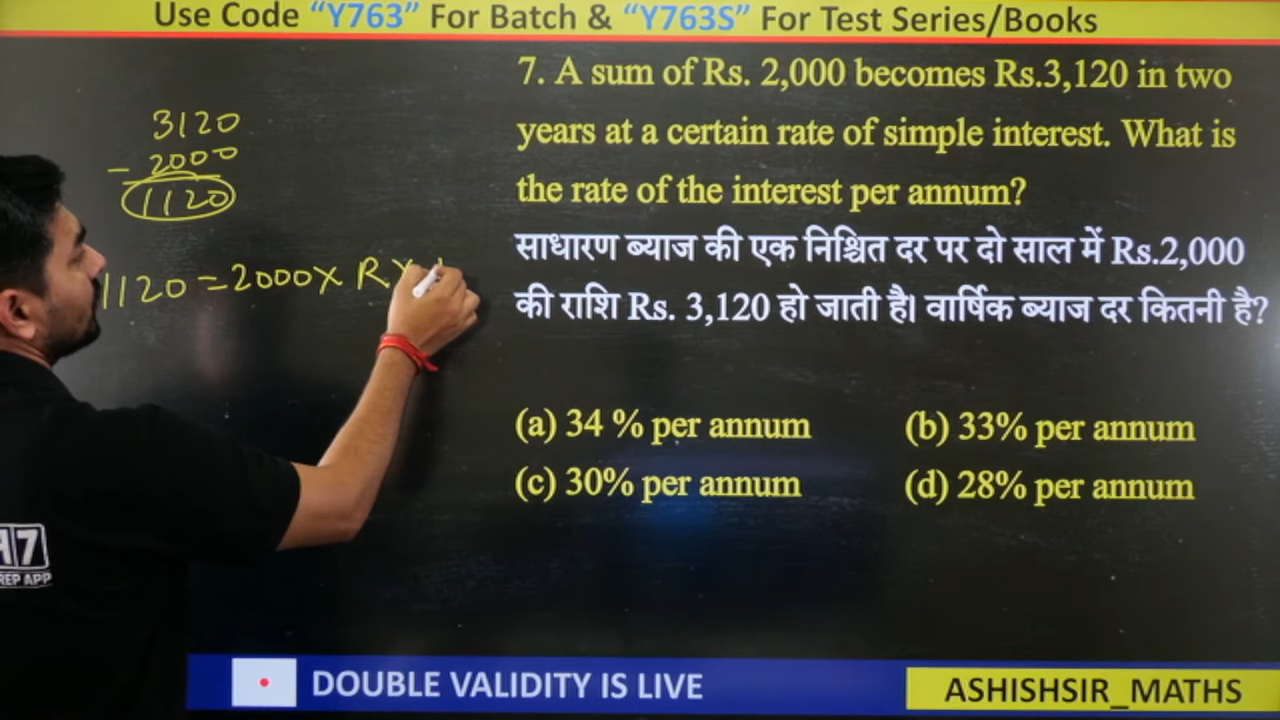 Use Code “Y763” For Batch & “Y763S” For Test Series/Books
7. A sum of Rs. 2,000 becomes Rs.3,120 in two
years at a certain rate of simple interest. What is
the rate of the interest per annum?
साधारण ब्याज की एक निश्चित दर पर दो साल में Rs.2,000
की राशि Rs. 3,120 हो जाती है। वार्षिक ब्याज दर कितनी है?
(a) 34 % per annum
(b) 33% per annum
(c) 30% per annum
(d) 28% per annum
3120
- 2000
1120
1120 = 2000 X R X
REP APP
DOUBLE VALIDITY IS LIVE
ASHISHSIR_MATHS